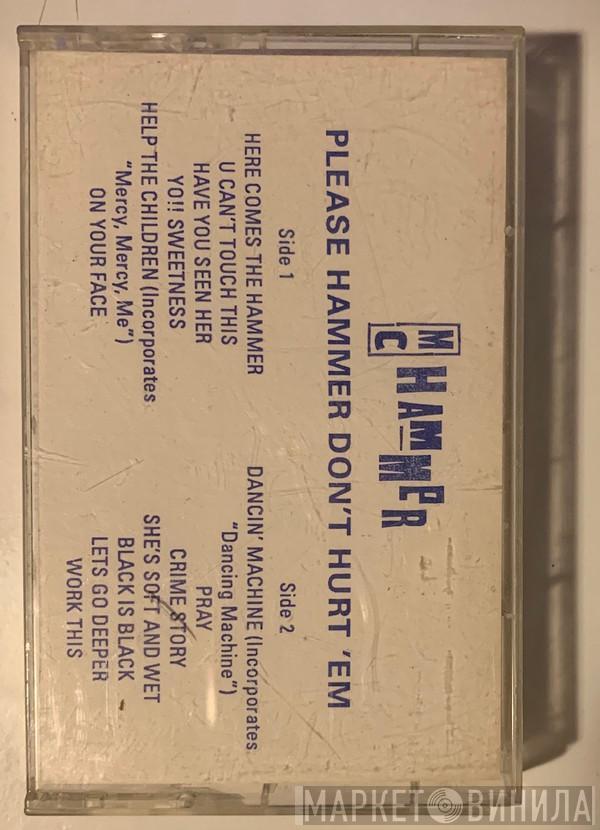 MC HAMMER
PLEASE HAMMER DON'T HURT 'EM
Side 1
HERE COMES THE HAMMER
U CAN'T TOUCH THIS
HAVE YOU SEEN HER
YO!! SWEETNESS
HELP THE CHILDREN (Incorporates
"Mercy, Mercy, Me")
ON YOUR FACE
Side 2
DANCIN' MACHINE (Incorporates
"Dancing Machine")
PRAY
CRIME STORY
SHE'S SOFT AND WET
BLACK IS BLACK
LETS GO DEEPER
WORK THIS
МАРКЕТ ВИНИЛА